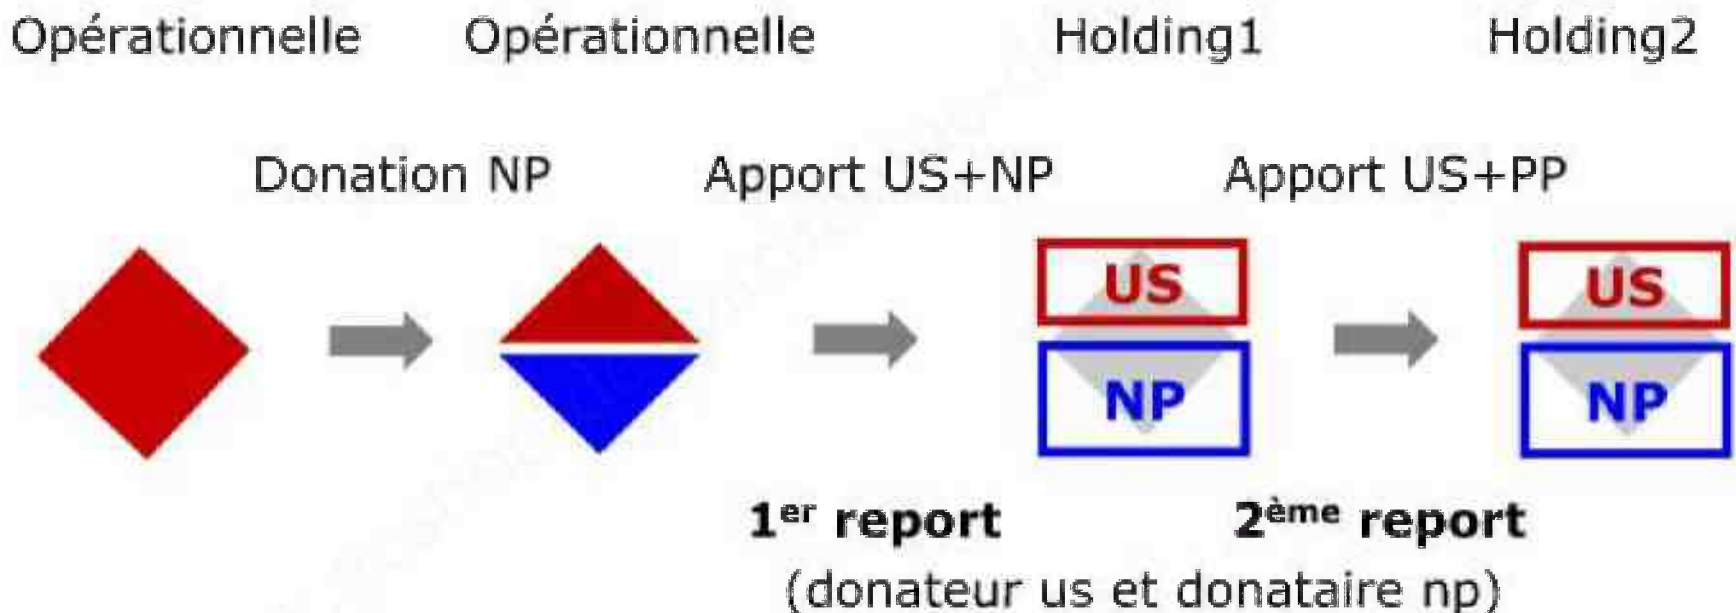 Opérationnelle Opérationnelle Holding1 Holding2
Donation NP Apport US+NP Apport US+PP
US US
NP NP
1er report 2ème report
(donateur us et donataire np)